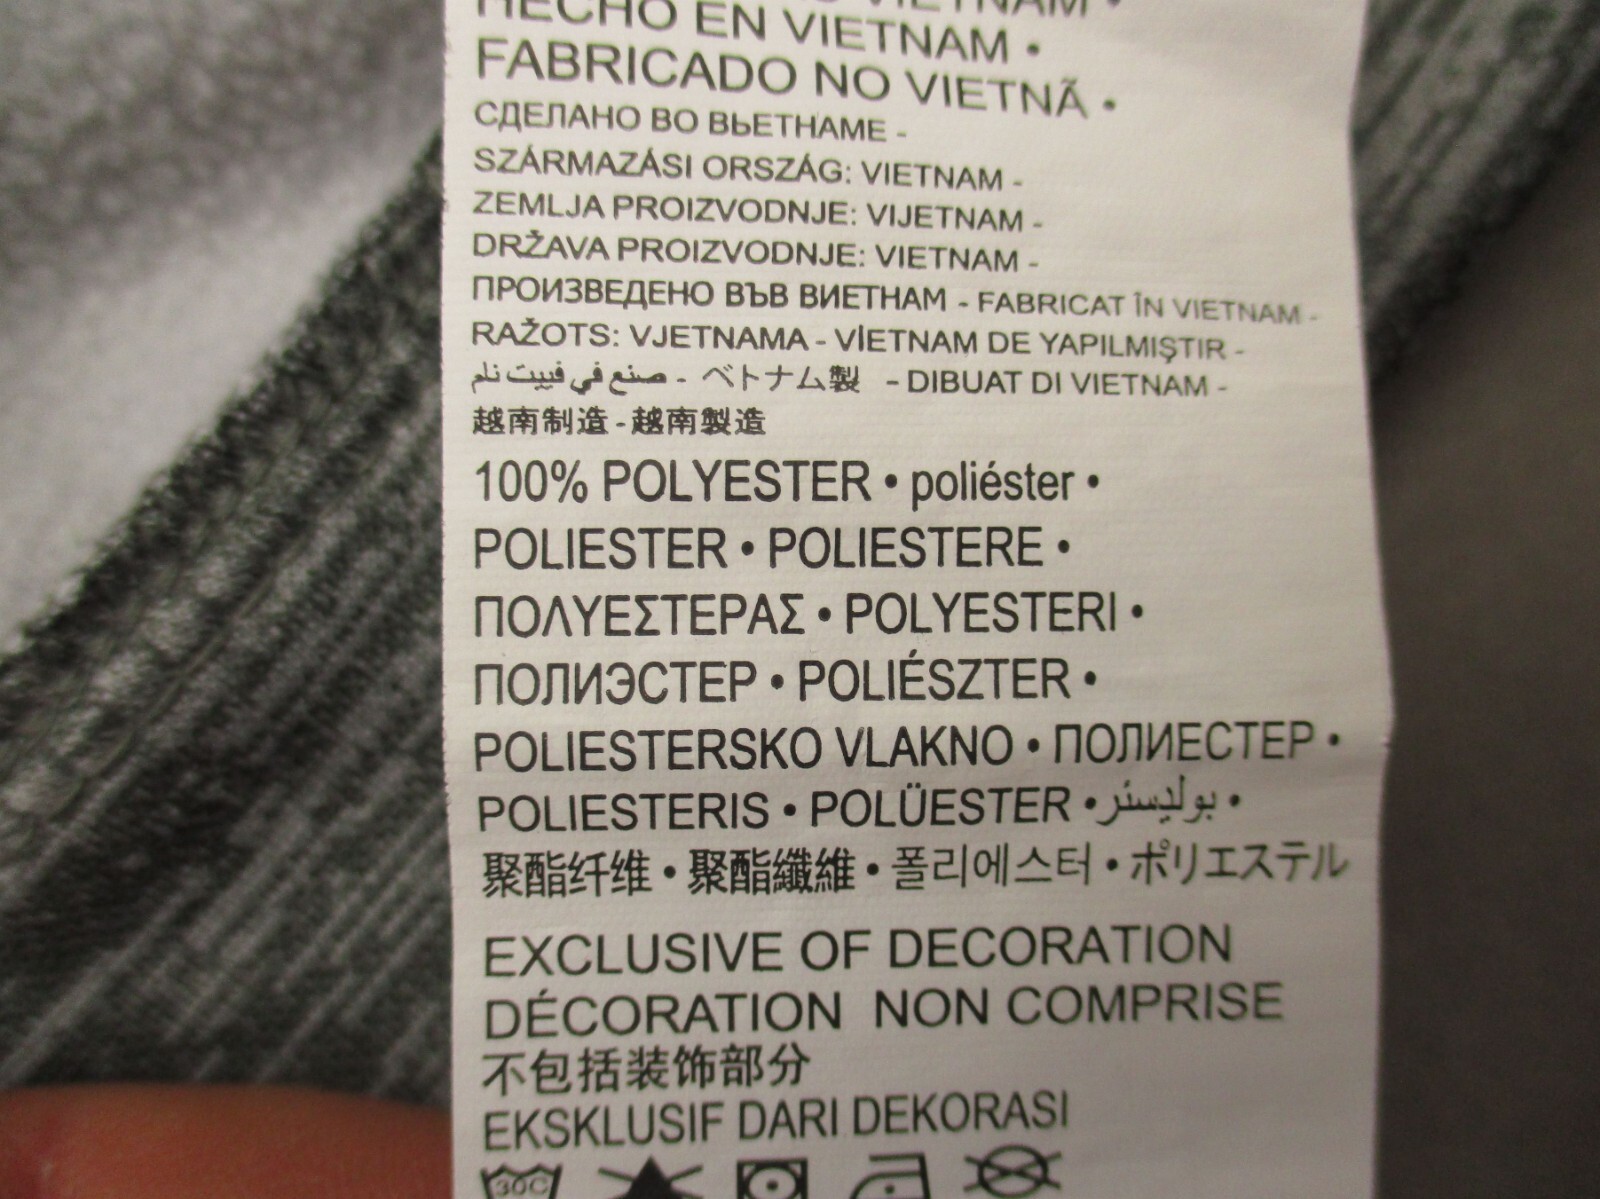 VIETNAM •
HECHO EN VIETNAM •
FABRICADO NO VIETNÃ •
СДЕЛАНО ВО ВЬЕТНАМЕ -
SZÁRMAZÁSI ORSZÁG: VIETNAM -
ZEMLJA PROIZVODNJE: VIJETNAM -
DRŽAVA PROIZVODNJE: VIETNAM -
ПРОИЗВЕДЕНО ВЪВ ВИЕТНАМ - FABRICAT ÎN VIETNAM -
RAŽOTS: VJETNAMA - VIETNAM DE YAPILMIŞTIR -
صنع في فييت نلم - ベトナム製 - DIBUAT DI VIETNAM -
越南制造 - 越南製造
100% POLYESTER • poliéster •
POLIESTER • POLIESTERE •
ΠΟΛΥΕΣΤΕΡΑΣ • POLYESTERI •
ПОЛИЭСТЕР • POLIÉSZTER •
POLIESTERSKO VLAKNO • ПОЛИЕСТЕР •
POLIESTERIS • POLÜESTER • بوليستر •
聚酯纤维 • 聚酯纖維 • 폴리에스터 • ポリエステル
EXCLUSIVE OF DECORATION
DÉCORATION NON COMPRISE
不包括装饰部分
EKSKLUSIF DARI DEKORASI
30C